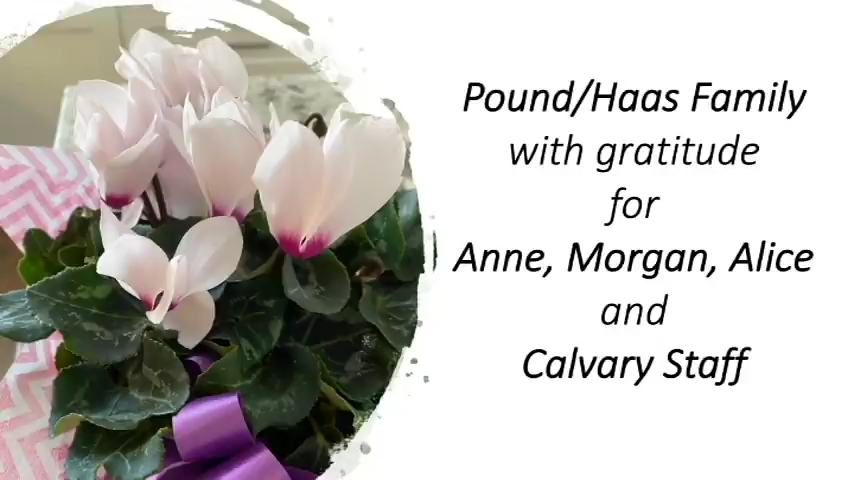 Pound/Haas Family
with gratitude
for
Anne, Morgan, Alice
and
Calvary Staff